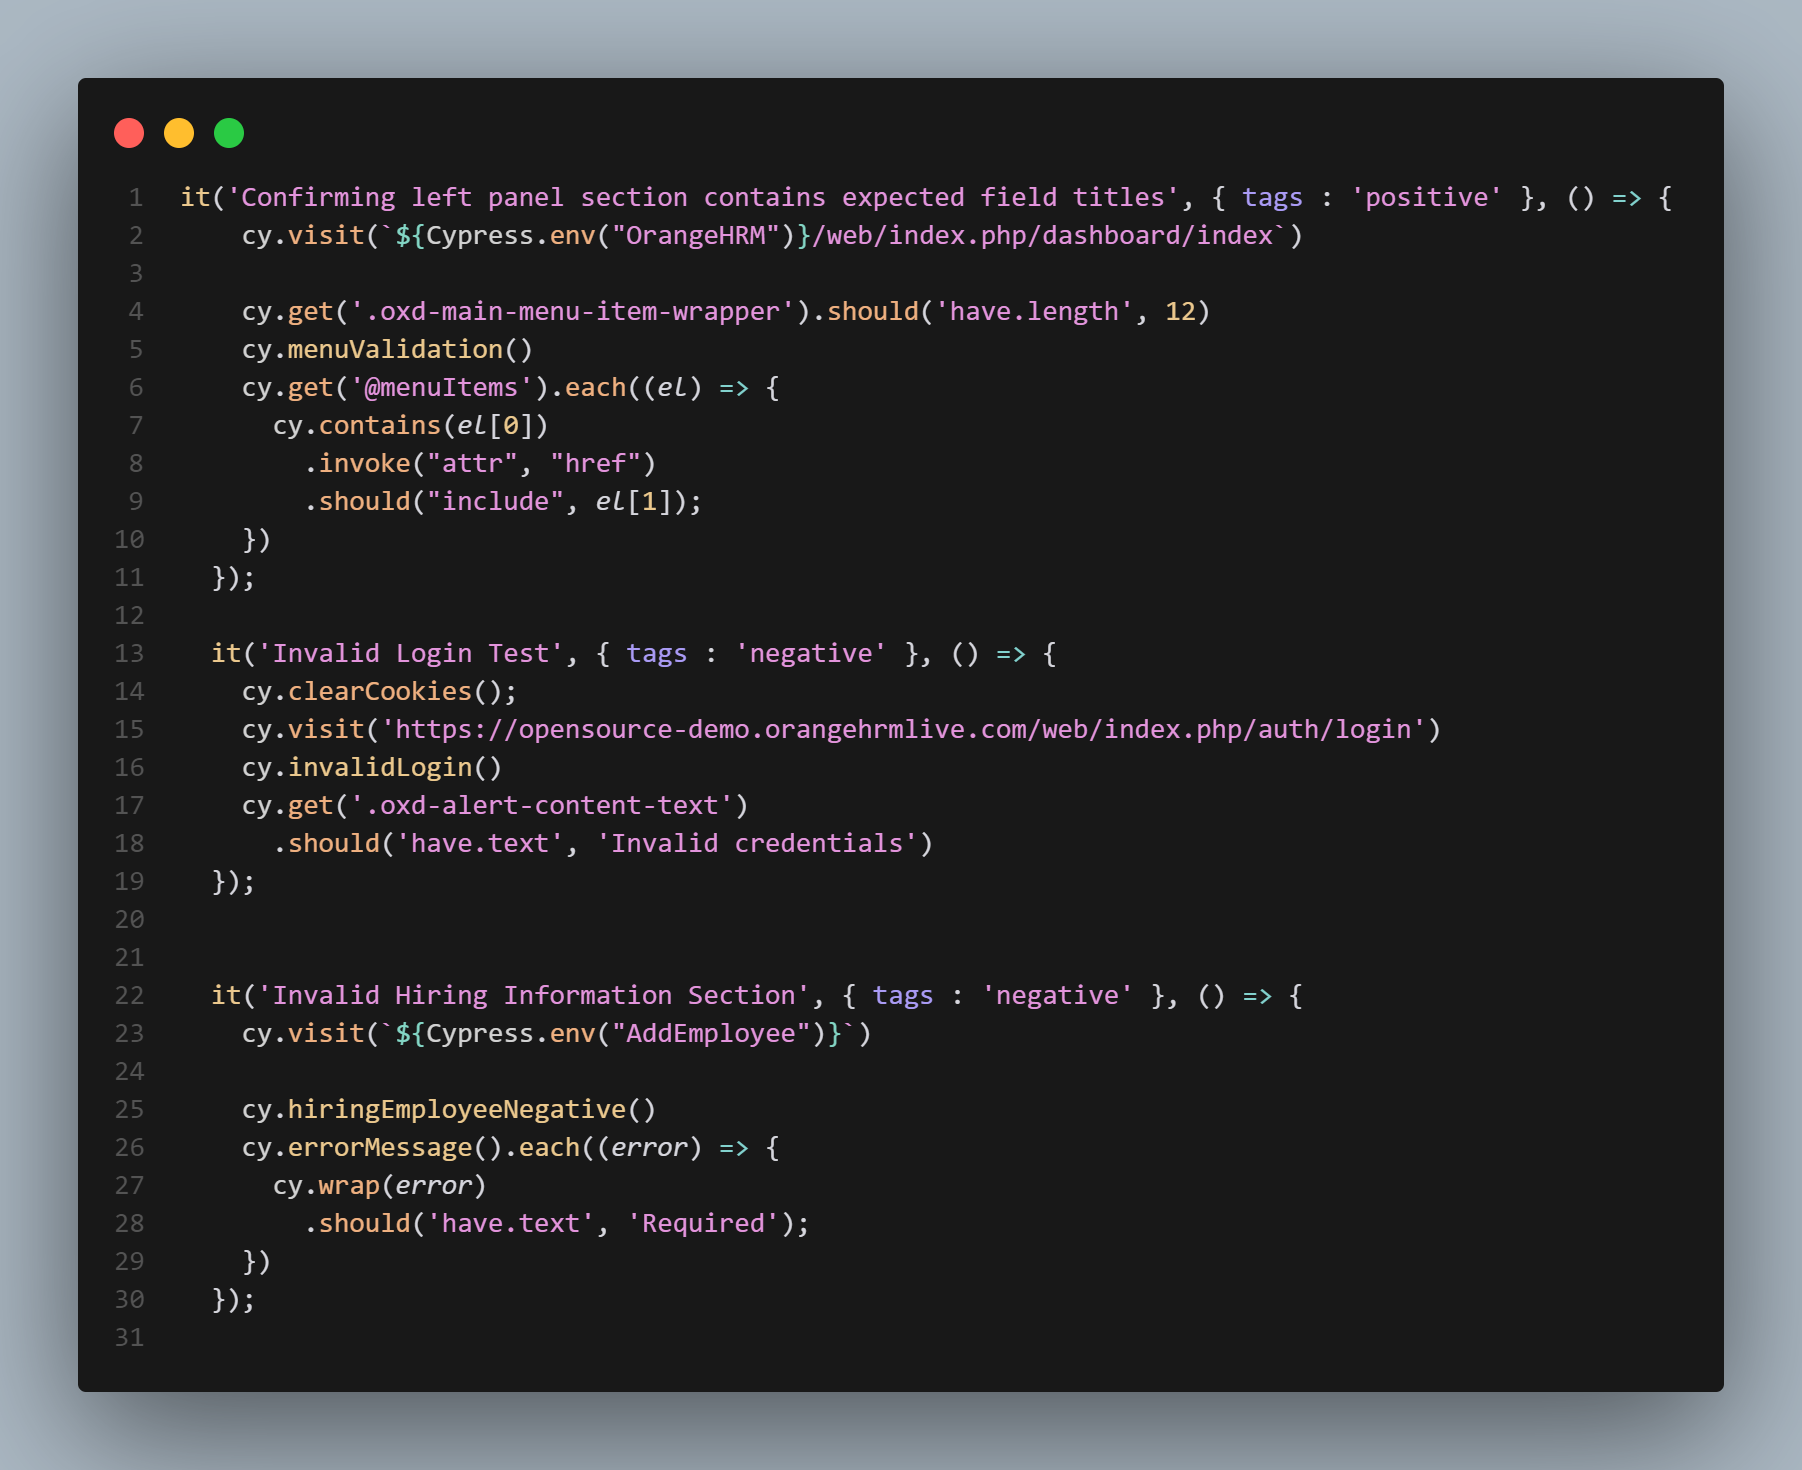 1 it('Confirming left panel section contains expected field titles', { tags : 'positive' }, () => {
2     cy.visit(`${Cypress.env("OrangeHRM")}/web/index.php/dashboard/index`)
3
4     cy.get('.oxd-main-menu-item-wrapper').should('have.length', 12)
5     cy.menuValidation()
6     cy.get('@menuItems').each((el) => {
7       cy.contains(el[0])
8         .invoke("attr", "href")
9         .should("include", el[1]);
10     })
11   });
12
13   it('Invalid Login Test', { tags : 'negative' }, () => {
14     cy.clearCookies();
15     cy.visit('https://opensource-demo.orangehrmlive.com/web/index.php/auth/login')
16     cy.invalidLogin()
17     cy.get('.oxd-alert-content-text')
18       .should('have.text', 'Invalid credentials')
19   });
20
21
22   it('Invalid Hiring Information Section', { tags : 'negative' }, () => {
23     cy.visit(`${Cypress.env("AddEmployee")}`)
24
25     cy.hiringEmployeeNegative()
26     cy.errorMessage().each((error) => {
27       cy.wrap(error)
28         .should('have.text', 'Required');
29     })
30   });
31